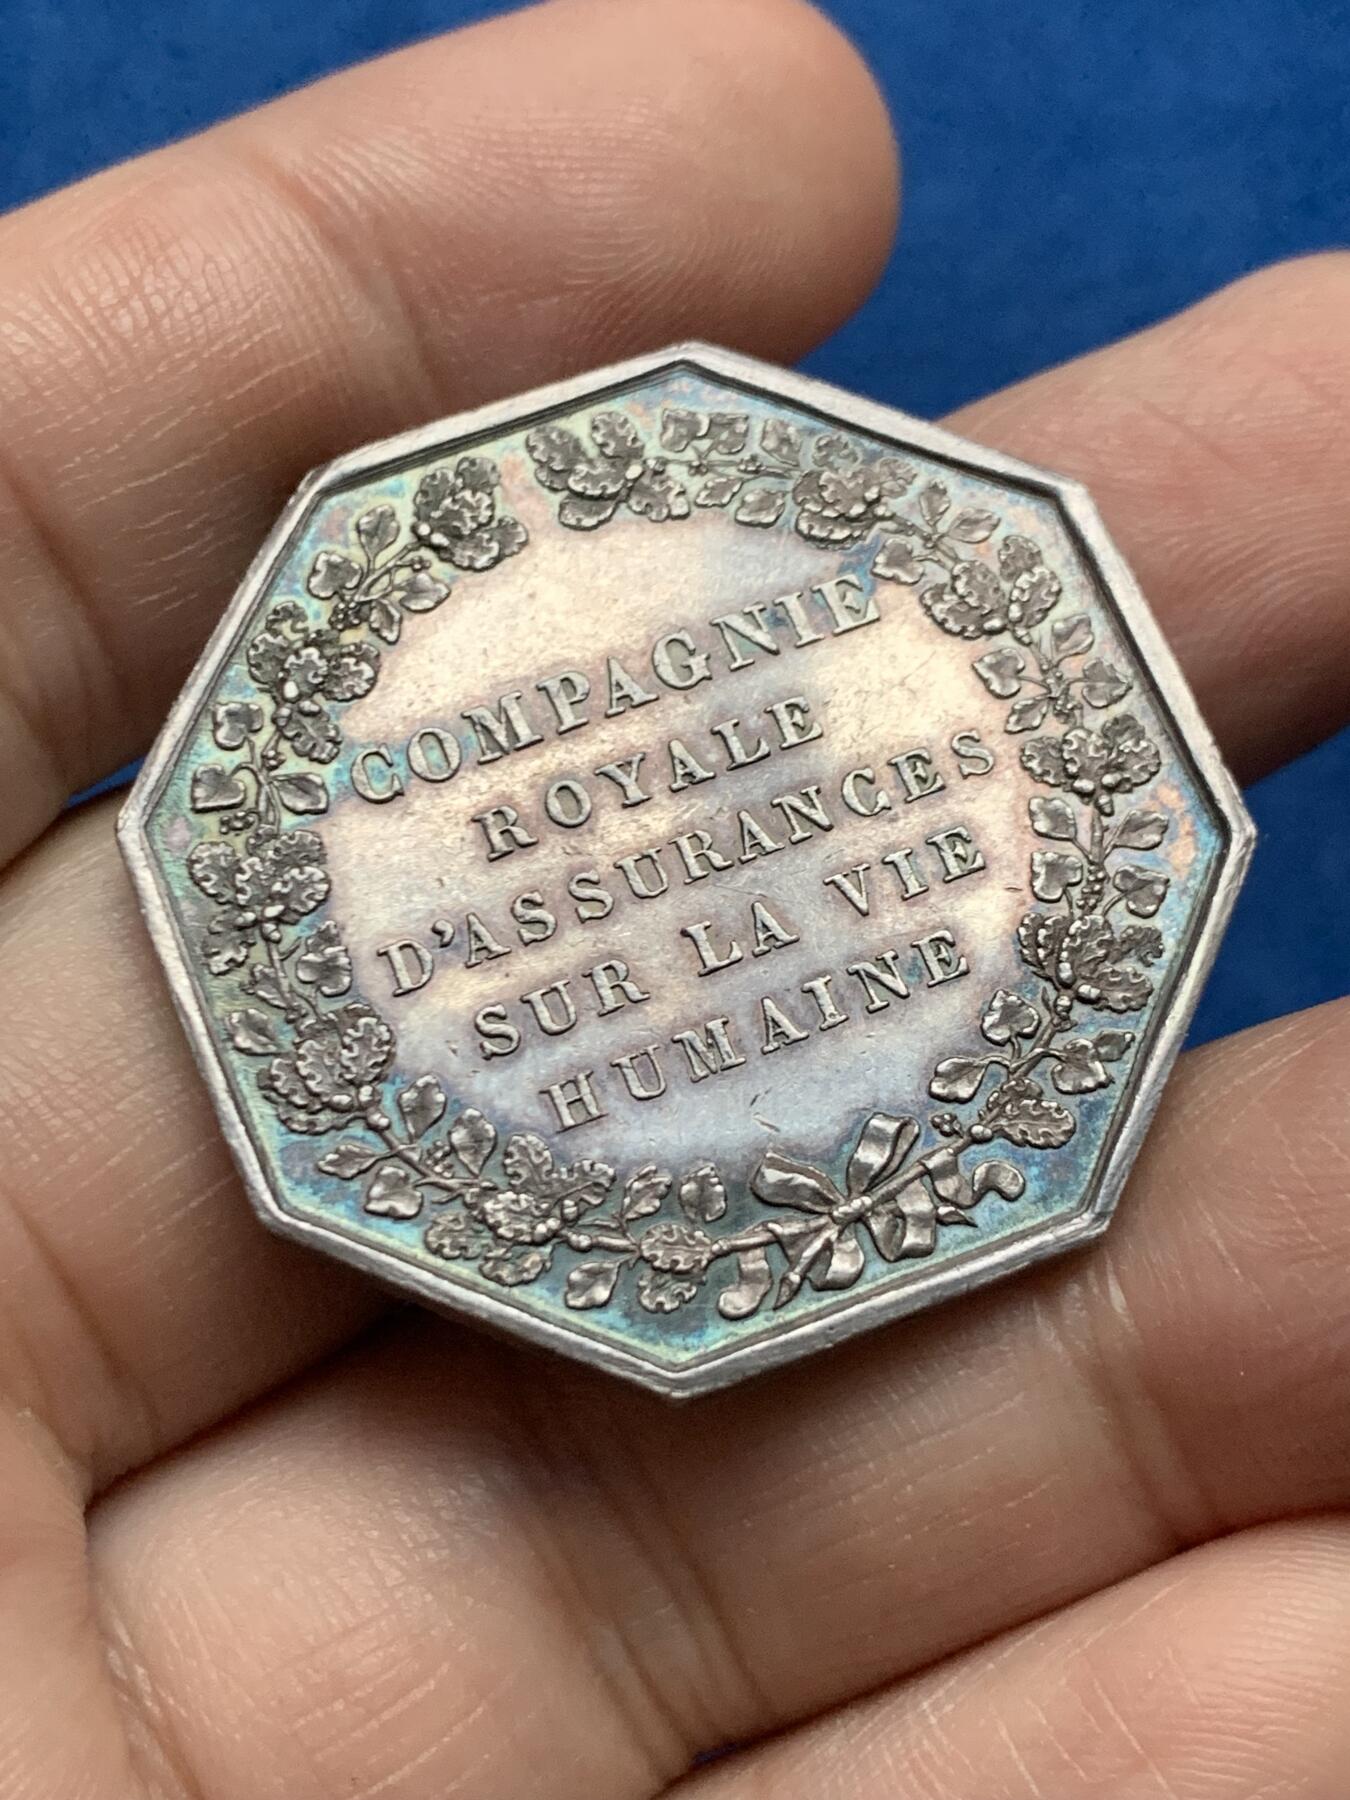 COMPAGNIE
ROYALE
D'ASSURANCES
SUR LA VIE
HUMAINE